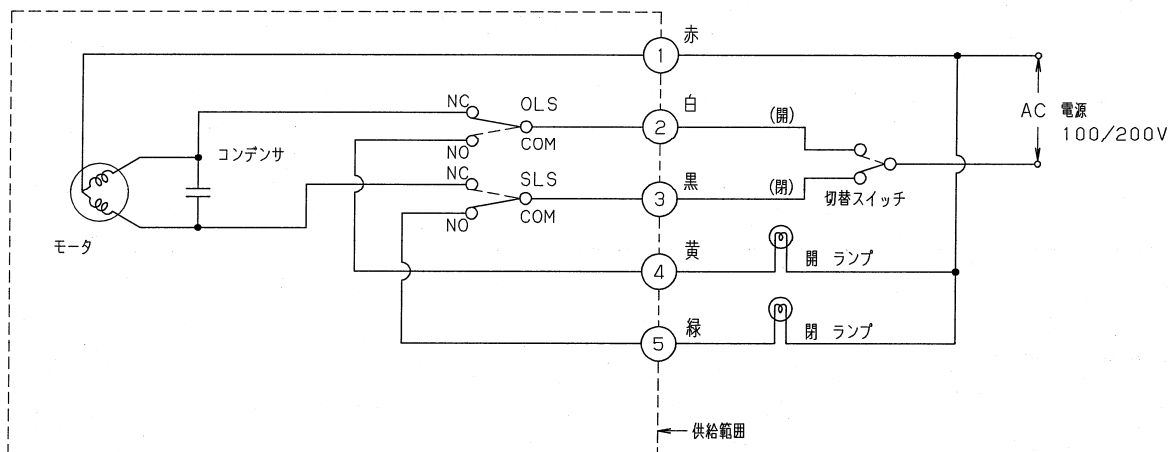 赤
1
AC 電源
100/200V
NC
OLS
白
(開)
2
コンデンサ
NO
COM
NC
SLS
黒
(閉)
3
切替スイッチ
NO
COM
モータ
黄
4
開 ランプ
緑
5
閉 ランプ
供給範囲